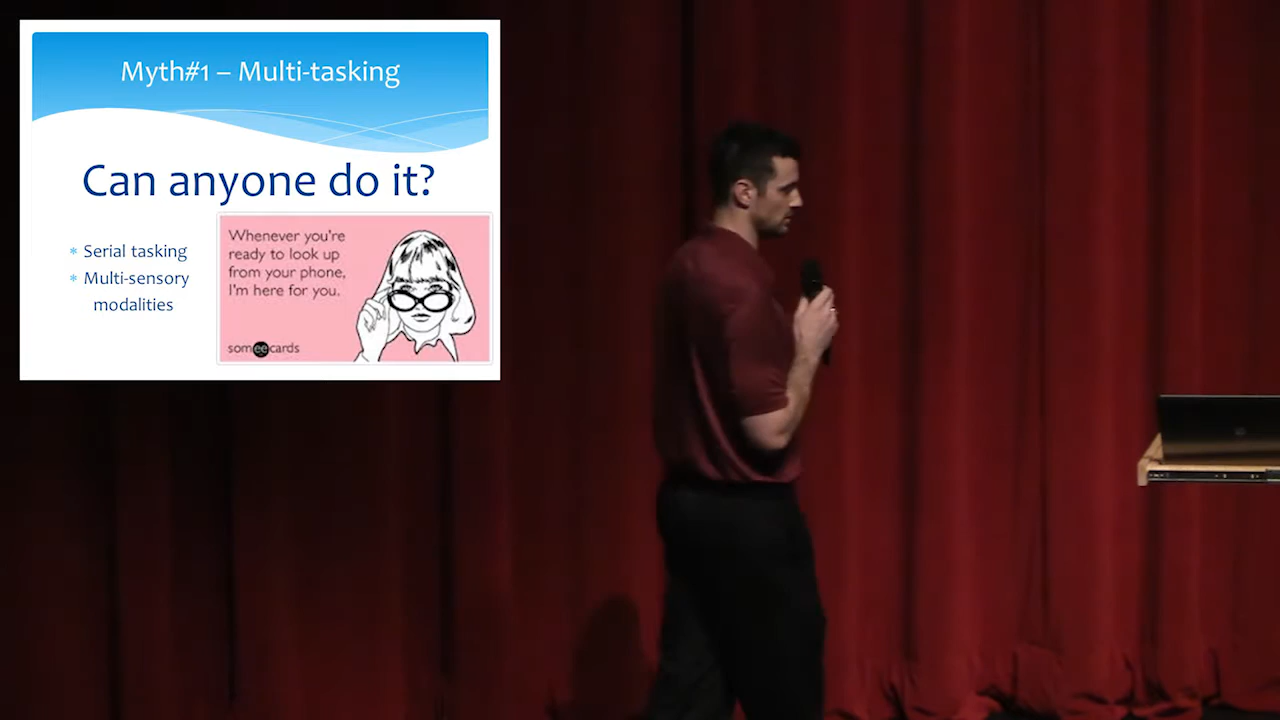 Myth#1 – Multi-tasking
Can anyone do it?
* Serial tasking
* Multi-sensory
modalities
Whenever you're
ready to look up
from your phone,
I'm here for you.
someecards